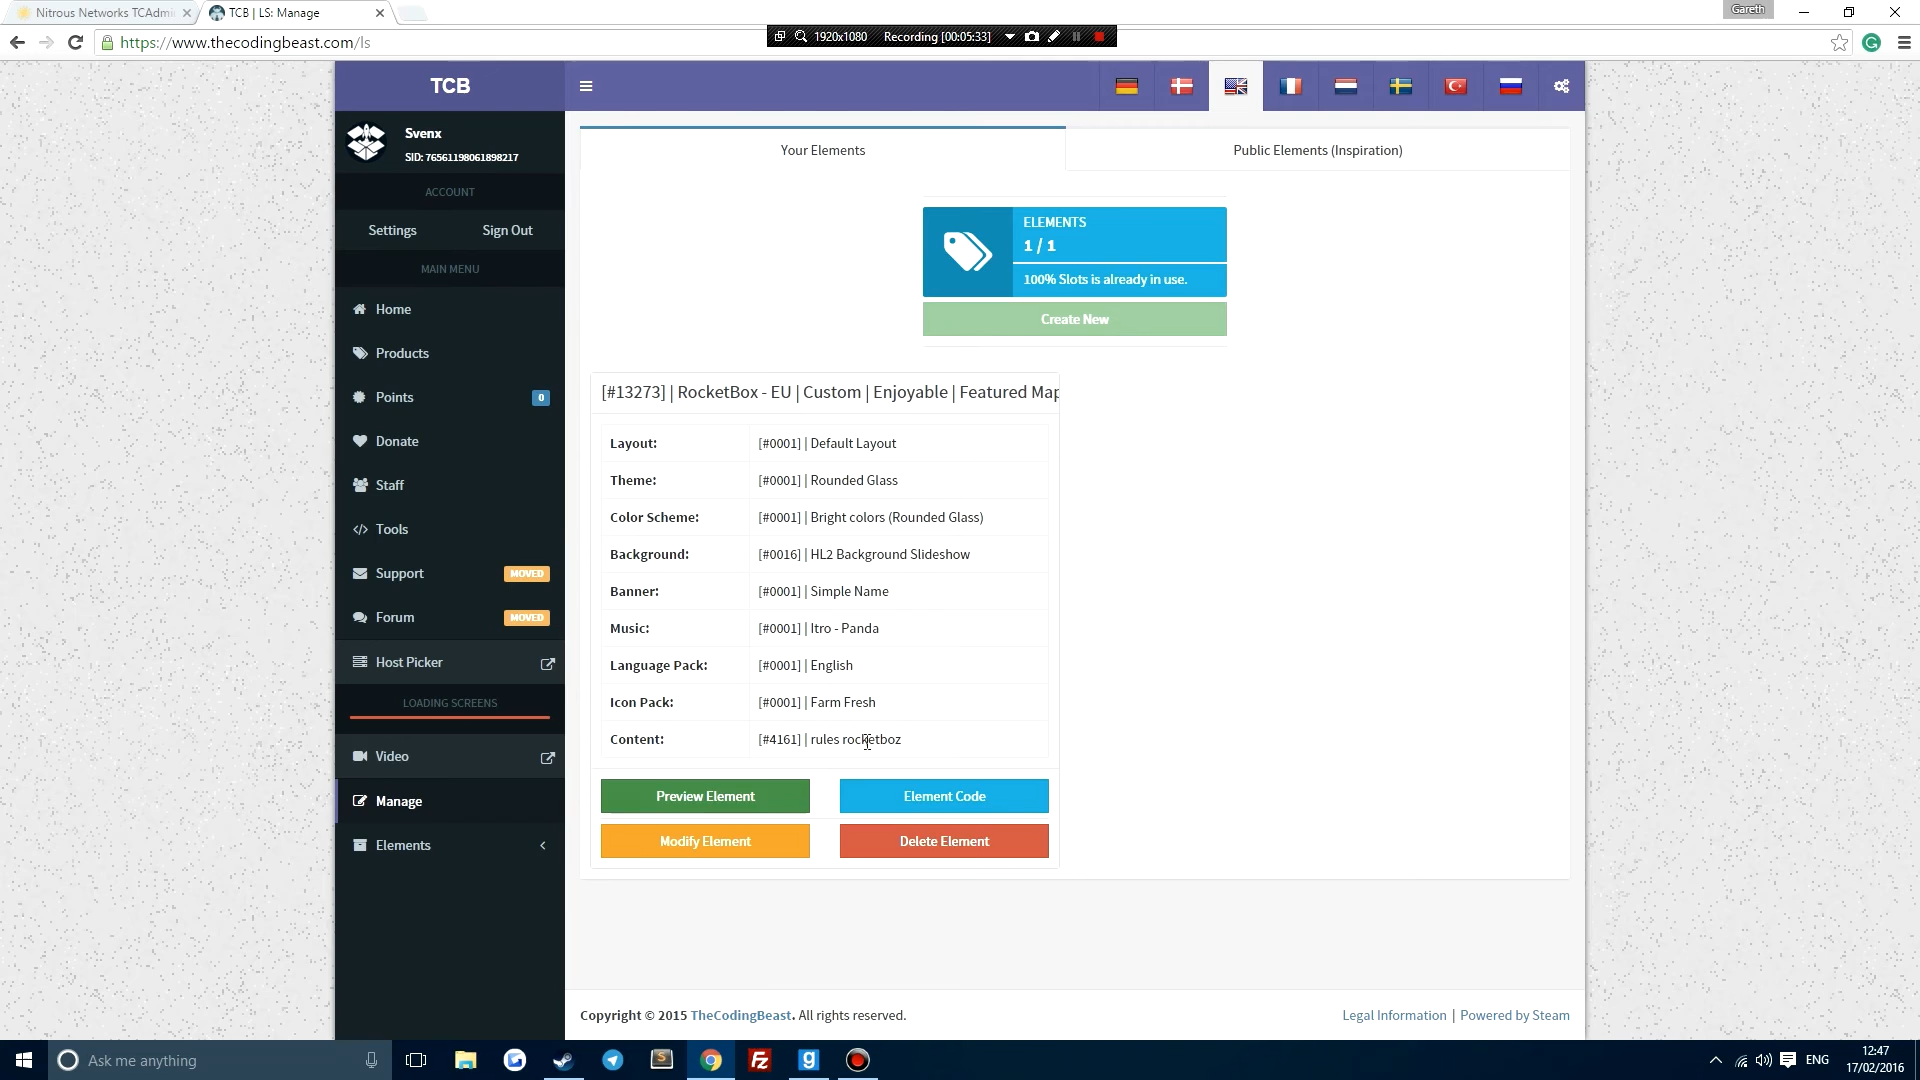 Nitrous Networks TCAdmi
TCB | LS: Manage
Gareth
https://www.thecodingbeast.com/ls
1920x1080 Recording [00:05:33]
TCB
Svenx
SID: 76561198061898217
ACCOUNT
Settings Sign Out
MAIN MENU
Home
Products
Points 0
Donate
Staff
Tools
Support MOVED
Forum MOVED
Host Picker
LOADING SCREENS
Video
Manage
Elements
Your Elements
Public Elements (Inspiration)
ELEMENTS
1 / 1
100% Slots is already in use.
Create New
[#13273] | RocketBox - EU | Custom | Enjoyable | Featured Map
Layout: [#0001] | Default Layout
Theme: [#0001] | Rounded Glass
Color Scheme: [#0001] | Bright colors (Rounded Glass)
Background: [#0016] | HL2 Background Slideshow
Banner: [#0001] | Simple Name
Music: [#0001] | Itro - Panda
Language Pack: [#0001] | English
Icon Pack: [#0001] | Farm Fresh
Content: [#4161] | rules rocketboz
Preview Element Element Code
Modify Element Delete Element
Copyright © 2015 TheCodingBeast. All rights reserved.
Legal Information | Powered by Steam
Ask me anything
ENG
12:47
17/02/2016